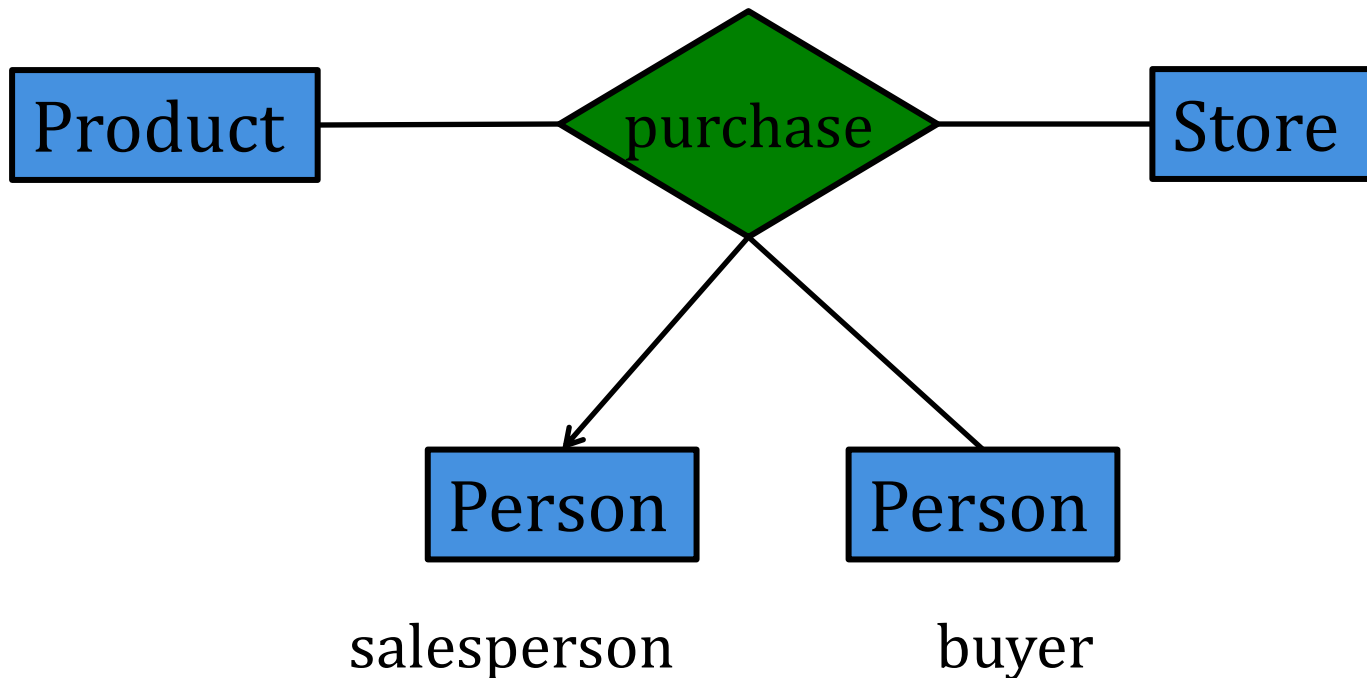 Product
purchase
Store
Person
Person
salesperson
buyer